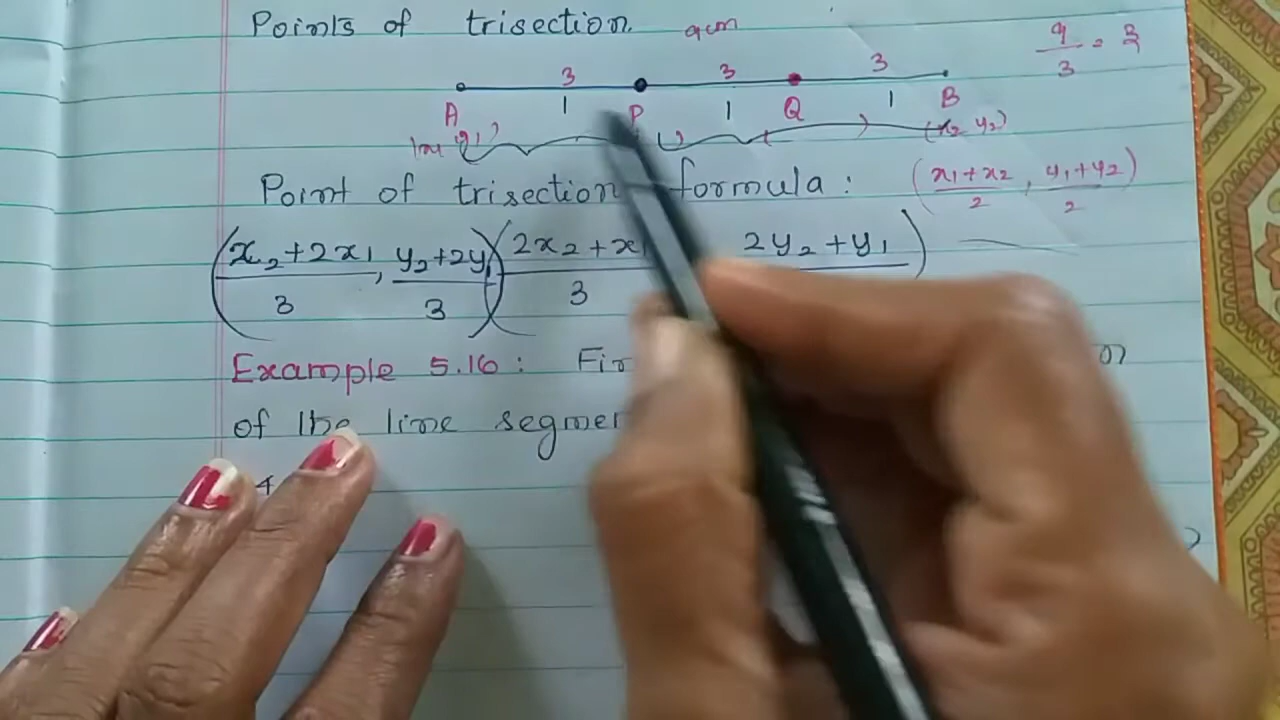 Points of trisection 9cm
9/3 = 3
3 3 3
A 1 P 1 Q 1 B
(x2 y2)
Point of trisection formula : (x1+x2/2 , y1+y2/2)
(x2+2x1/3 , y2+2y1/3) (2x2+x1/3 2y2+y1)
Example 5.16 :
of the line